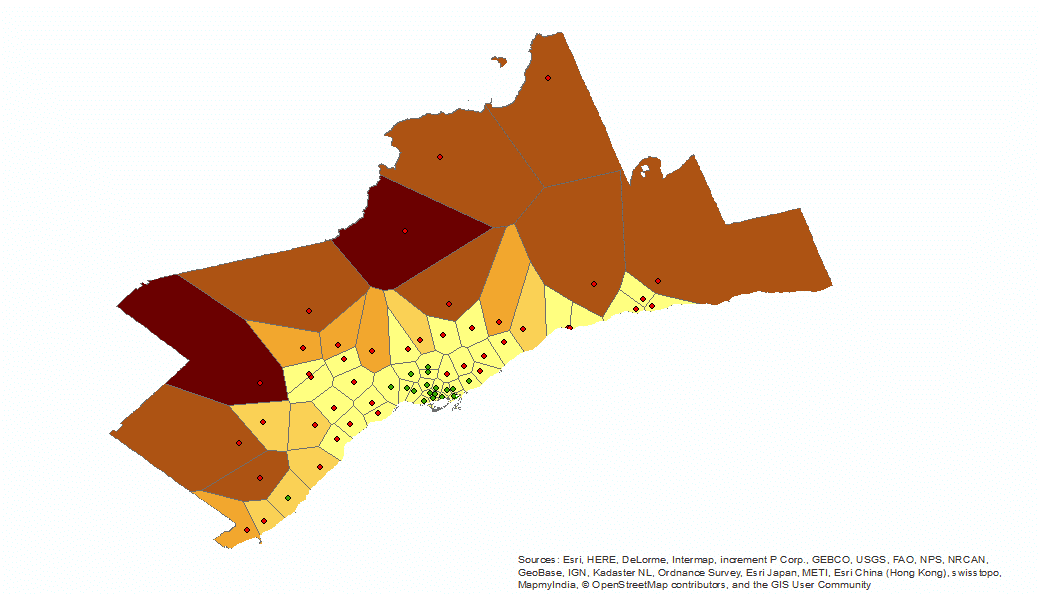 Sources: Esri, HERE, DeLorme, Intermap, increment P Corp., GEBCO, USGS, FAO, NPS, NRCAN,
GeoBase, IGN, Kadaster NL, Ordnance Survey, Esri Japan, METI, Esri China (Hong Kong), swisstopo,
MapmyIndia, © OpenStreetMap contributors, and the GIS User Community